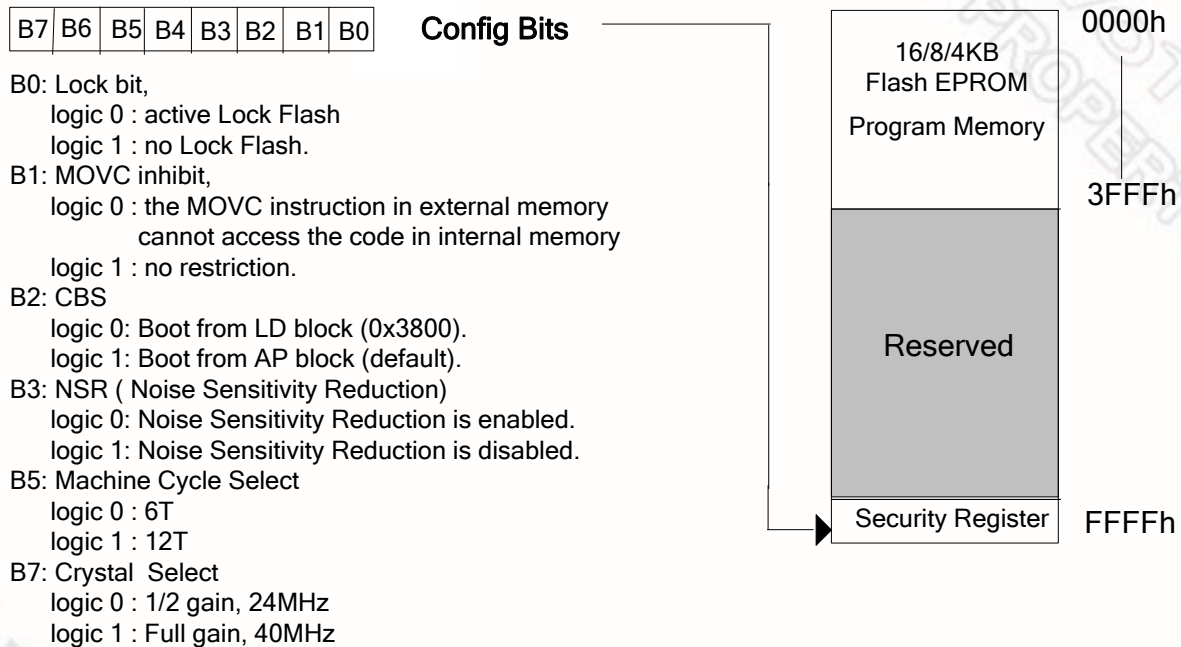 B7 B6 B5 B4 B3 B2 B1 B0
Config Bits
B0: Lock bit,
logic 0 : active Lock Flash
logic 1 : no Lock Flash.
B1: MOVC inhibit,
logic 0 : the MOVC instruction in external memory
cannot access the code in internal memory
logic 1 : no restriction.
B2: CBS
logic 0: Boot from LD block (0x3800).
logic 1: Boot from AP block (default).
B3: NSR ( Noise Sensitivity Reduction)
logic 0: Noise Sensitivity Reduction is enabled.
logic 1: Noise Sensitivity Reduction is disabled.
B5: Machine Cycle Select
logic 0 : 6T
logic 1 : 12T
B7: Crystal Select
logic 0 : 1/2 gain, 24MHz
logic 1 : Full gain, 40MHz
0000h
16/8/4KB
Flash EPROM
Program Memory
3FFFh
Reserved
Security Register
FFFFh